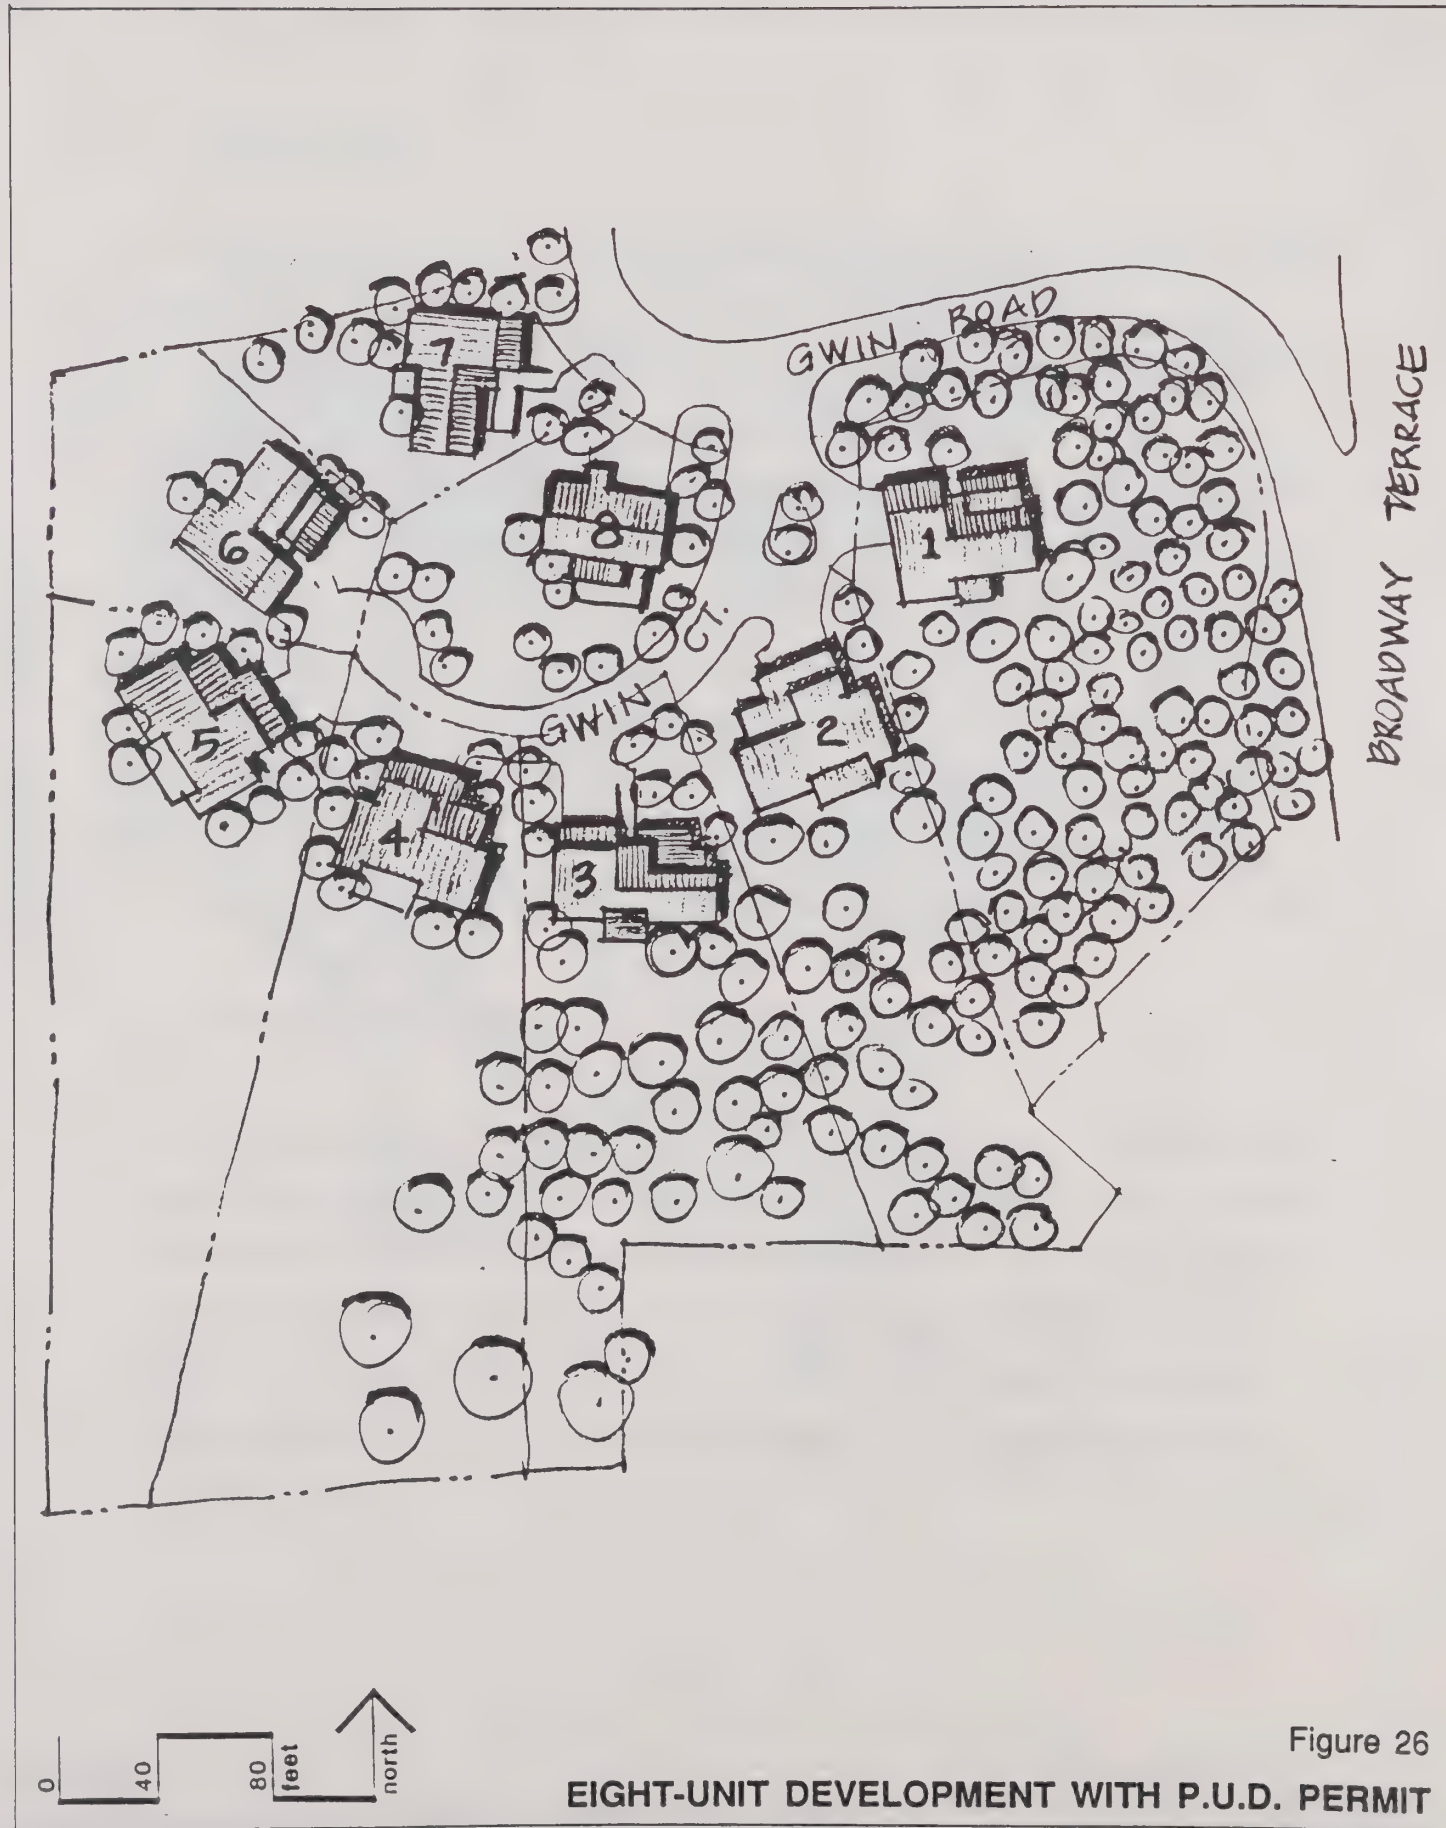 GWIN ROAD
BROADWAY TERRACE
7
6
8
1
GWIN CT.
5
2
4
3
0 40 80 feet
north
Figure 26
EIGHT-UNIT DEVELOPMENT WITH P.U.D. PERMIT